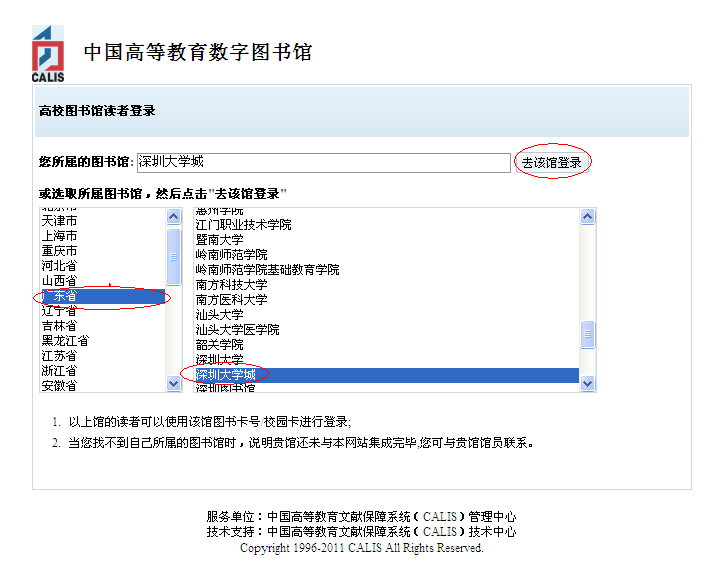 CALIS
中国高等教育数字图书馆
高校图书馆读者登录
您所属的图书馆: 深圳大学城 去该馆登录
或选取所属图书馆，然后点击"去该馆登录"
北京市
天津市
上海市
重庆市
河北省
山西省
广东省
辽宁省
吉林省
黑龙江省
江苏省
浙江省
安徽省
惠州学院
江门职业技术学院
暨南大学
岭南师范学院
岭南师范学院基础教育学院
南方科技大学
南方医科大学
汕头大学
汕头大学医学院
韶关学院
深圳大学
深圳大学城
深圳图书馆
1. 以上馆的读者可以使用该馆图书卡号/校园卡进行登录;
2. 当您找不到自己所属的图书馆时，说明贵馆还未与本网站集成完毕,您可与贵馆馆员联系。
服务单位：中国高等教育文献保障系统（CALIS）管理中心
技术支持：中国高等教育文献保障系统（CALIS）技术中心
Copyright 1996-2011 CALIS All Rights Reserved.